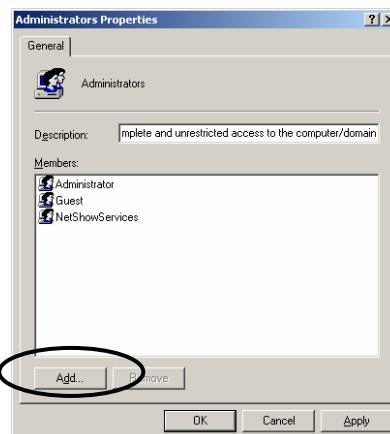 Administrators Properties
General
Administrators
Description: mplete and unrestricted access to the computer/domain
Members:
Administrator
Guest
NetShowServices
Add... Remove
OK Cancel Apply